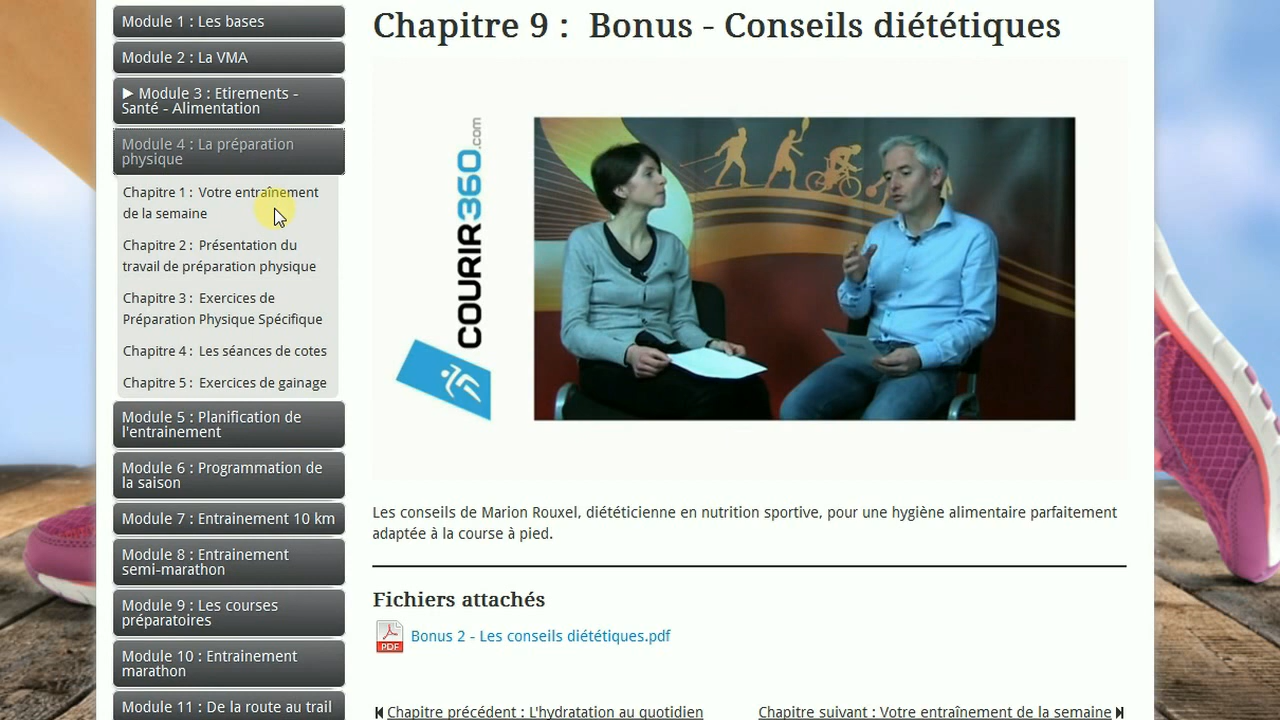 Module 1 : Les bases
Module 2 : La VMA
▶ Module 3 : Etirements -
Santé - Alimentation
Module 4 : La préparation
physique
Chapitre 1 : Votre entraînement
de la semaine
Chapitre 2 : Présentation du
travail de préparation physique
Chapitre 3 : Exercices de
Préparation Physique Spécifique
Chapitre 4 : Les séances de cotes
Chapitre 5 : Exercices de gainage
Module 5 : Planification de
l'entrainement
Module 6 : Programmation de
la saison
Module 7 : Entrainement 10 km
Module 8 : Entrainement
semi-marathon
Module 9 : Les courses
préparatoires
Module 10 : Entrainement
marathon
Module 11 : De la route au trail
Chapitre 9 : Bonus - Conseils diététiques
COURIR360.com
Les conseils de Marion Rouxel, diététicienne en nutrition sportive, pour une hygiène alimentaire parfaitement
adaptée à la course à pied.
Fichiers attachés
PDF
Bonus 2 - Les conseils diététiques.pdf
Chapitre précédent : L'hydratation au quotidien
Chapitre suivant : Votre entraînement de la semaine